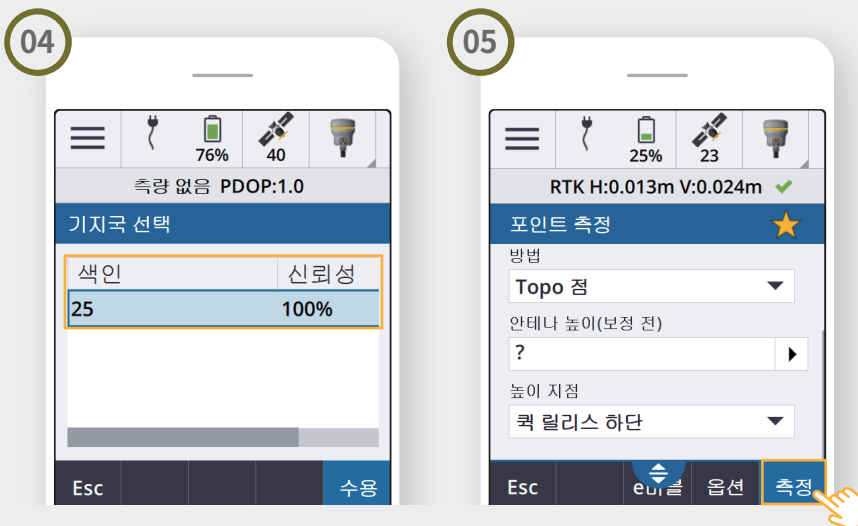 04
76%
40
측량 없음 PDOP:1.0
기지국 선택
색인 신뢰성
25 100%
Esc 수용
05
25%
23
RTK H:0.013m V:0.024m
포인트 측정
방법
Topo 점
안테나 높이(보정 전)
?
높이 지점
퀵 릴리스 하단
Esc 옵션 측정